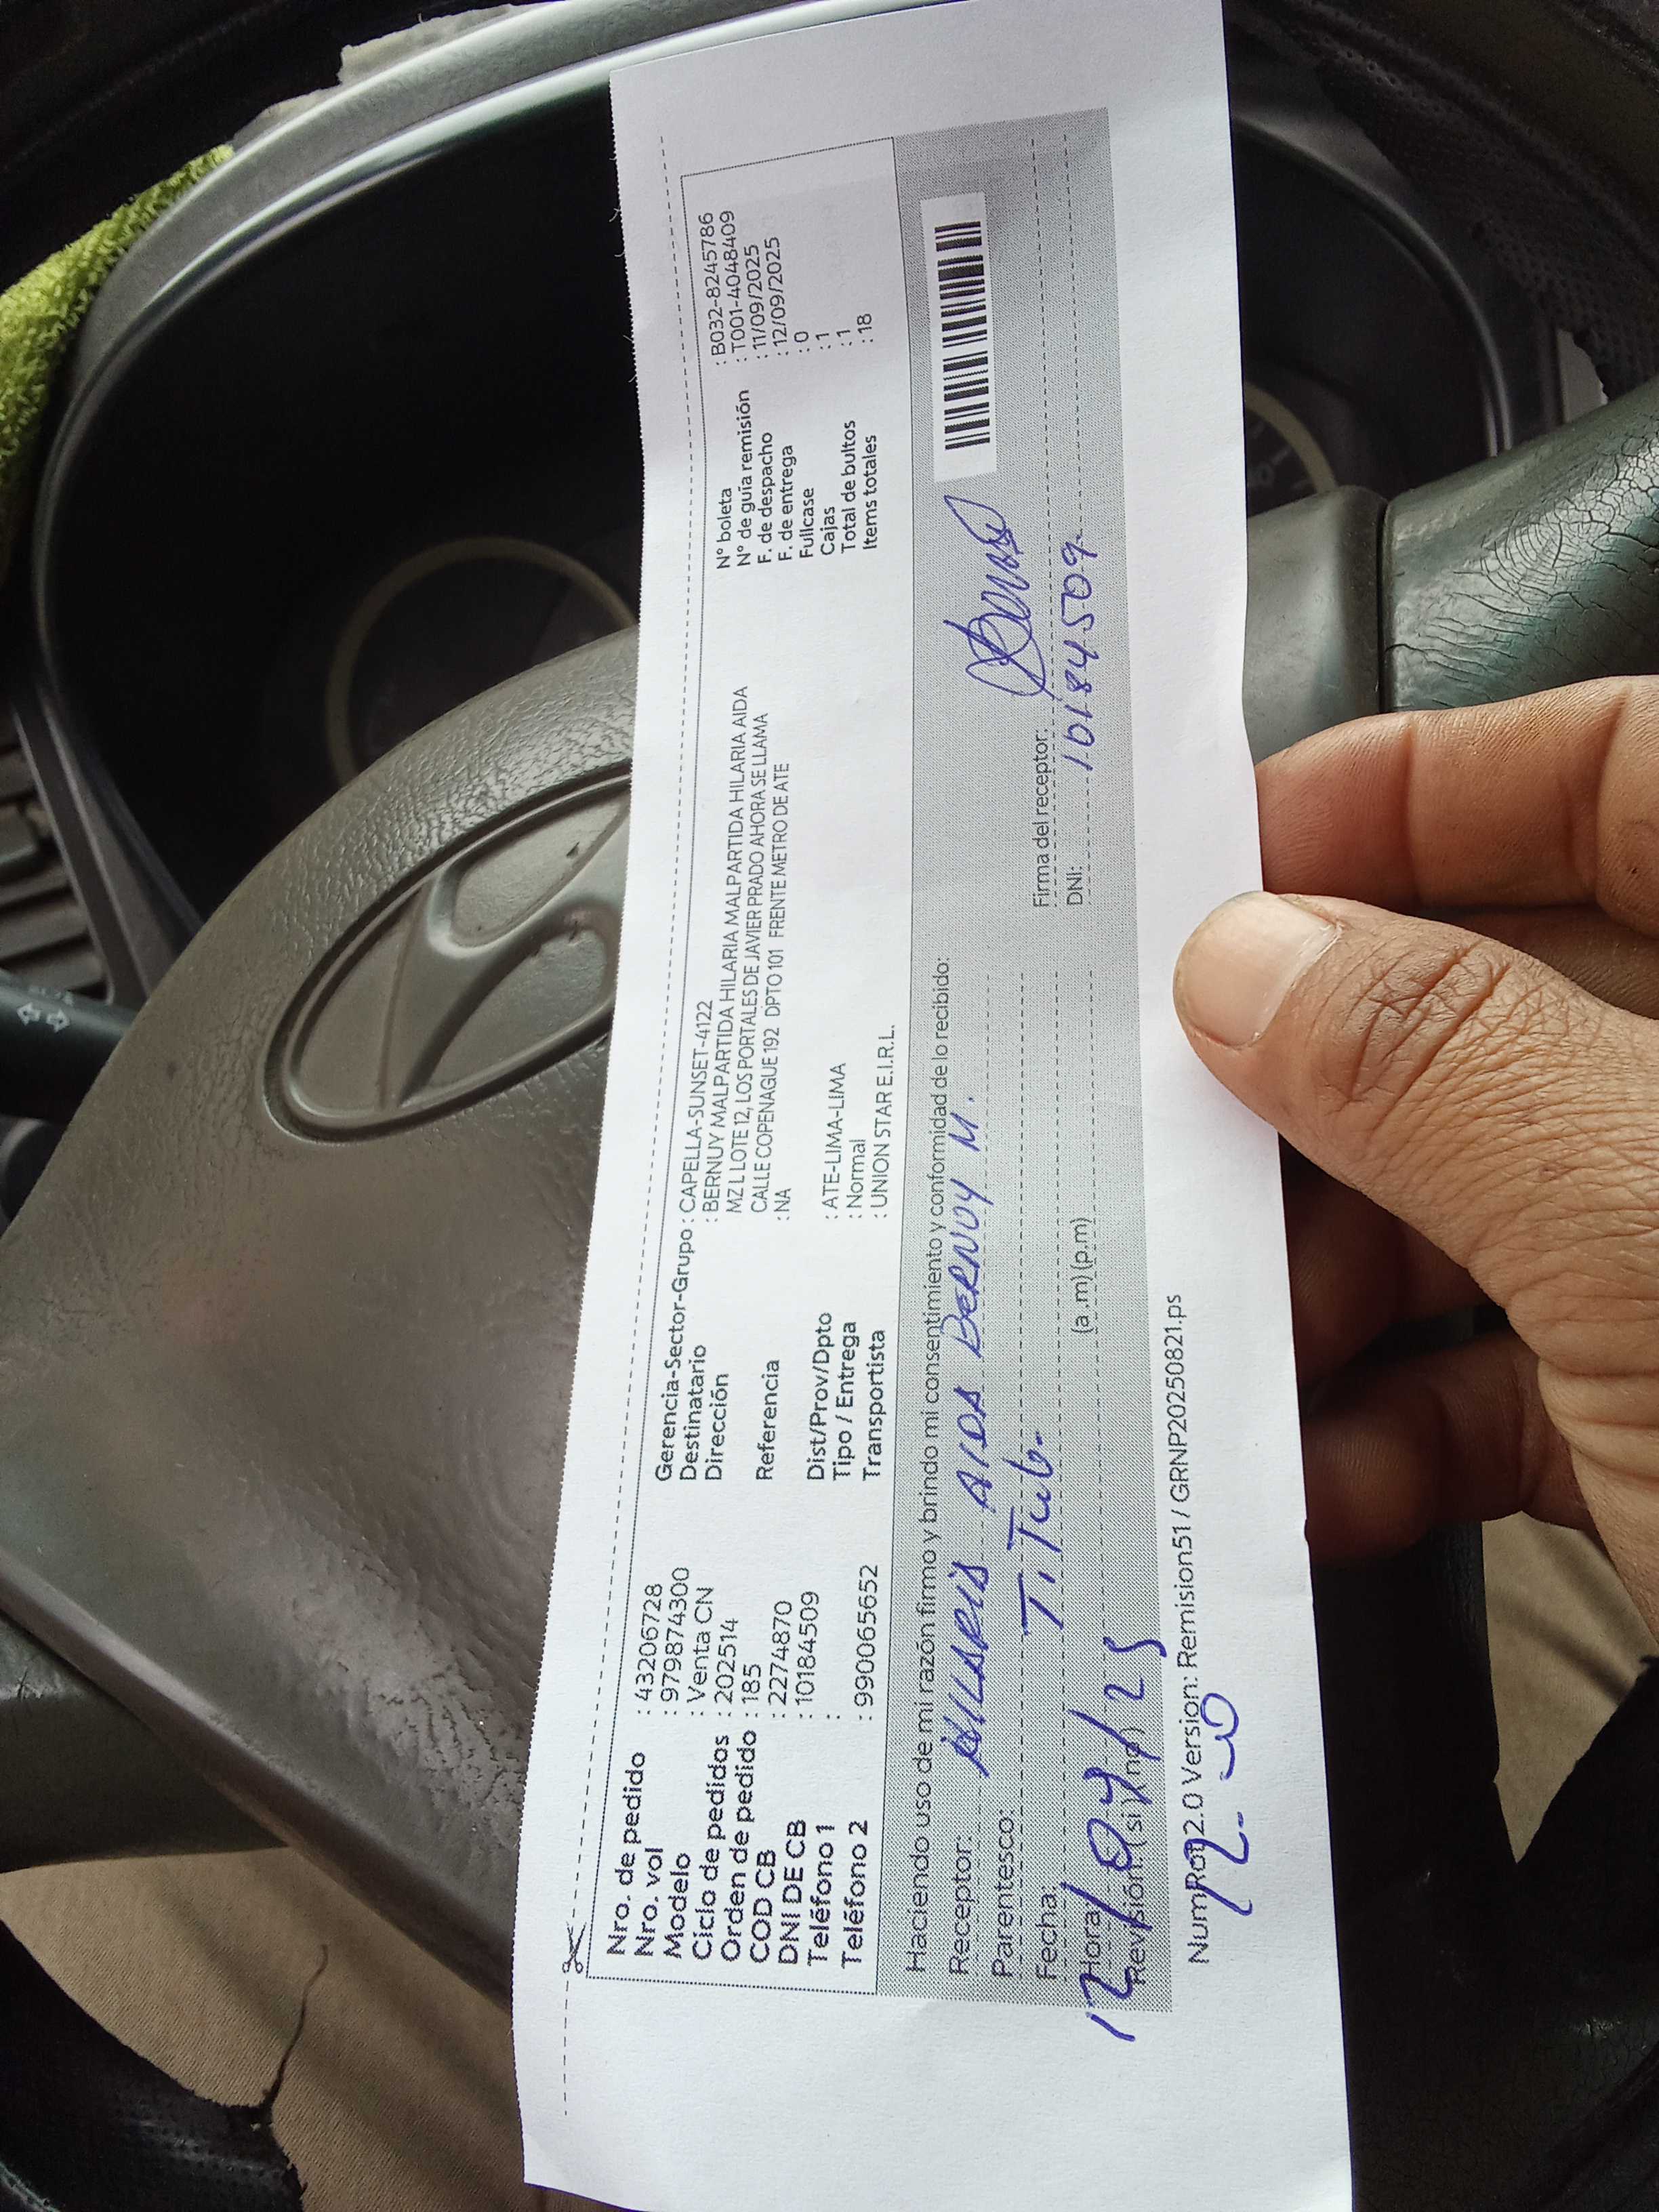 Nro. de pedido : 43206728
Nro. vol : 979874300
Modelo : Venta CN
Ciclo de pedidos : 202514
Orden de pedido : 185
COD CB : 2274870
DNI DE CB : 10184509
Teléfono 1 :
Teléfono 2 : 990065652
Gerencia-Sector-Grupo : CAPELLA-SUNSET-4122
Destinatario : BERNUY MALPARTIDA HILARIA MALPARTIDA HILARIA AIDA
Dirección MZ L LOTE 12, LOS PORTALES DE JAVIER PRADO AHORA SE LLAMA
CALLE COPENAGUE 192 DPTO 101 FRENTE METRO DE ATE
Referencia : NA
Dist/Prov/Dpto : ATE-LIMA-LIMA
Tipo / Entrega : Normal
Transportista : UNION STAR E.I.R.L.
N° boleta : B032-8245786
N° de guía remisión : T001-4048409
F. de despacho : 11/09/2025
F. de entrega : 12/09/2025
Fullcase : 0
Cajas : 1
Total de bultos : 1
Items totales : 18
Haciendo uso de mi razón firmo y brindo mi consentimiento y conformidad de lo recibido:
Receptor: AIDA BERNUY M.
Parentesco: Titu
Fecha:
Hora: (a.m) (p.m)
Revisión: (si) (no)
12/09/25
Firma del receptor:
DNI: 10184509
NumRot 2.0 Version: Remision51 / GRNP20250821.ps